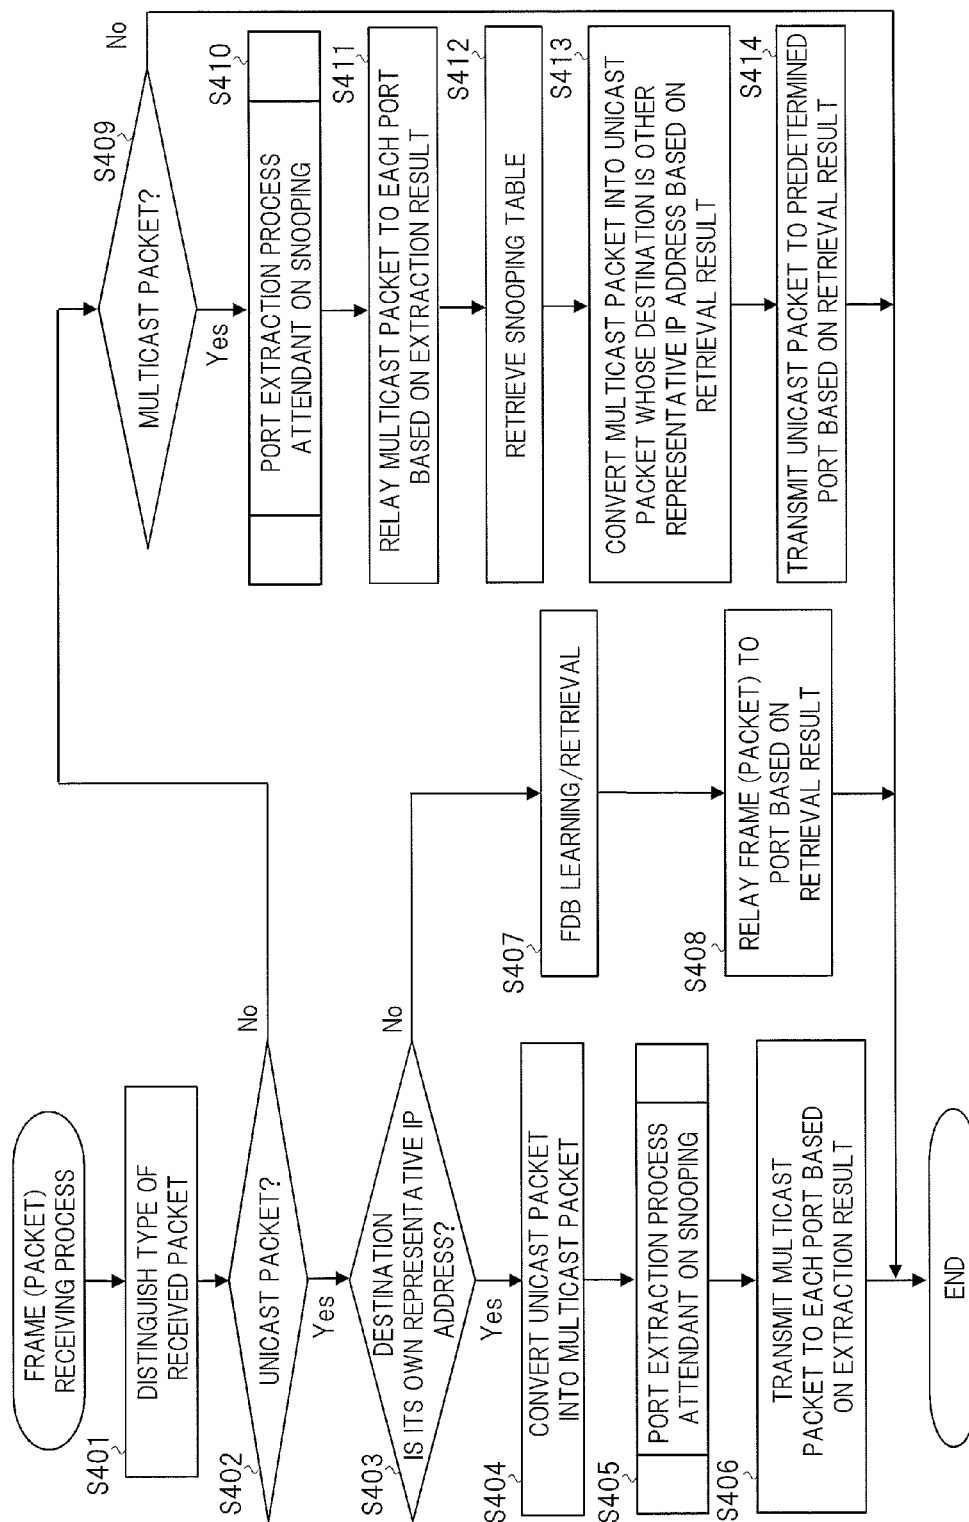 FRAME (PACKET)
RECEIVING PROCESS
S401
DISTINGUISH TYPE OF
RECEIVED PACKET
S402
UNICAST PACKET?
No
Yes
S403
DESTINATION
IS ITS OWN REPRESENTATIVE IP
ADDRESS?
No
Yes
S404
CONVERT UNICAST PACKET
INTO MULTICAST PACKET
S405
PORT EXTRACTION PROCESS
ATTENDANT ON SNOOPING
S406
TRANSMIT MULTICAST
PACKET TO EACH PORT BASED
ON EXTRACTION RESULT
END
S407
FDB LEARNING/RETRIEVAL
S408
RELAY FRAME (PACKET) TO
PORT BASED ON
RETRIEVAL RESULT
S409
MULTICAST PACKET?
No
Yes
S410
PORT EXTRACTION PROCESS
ATTENDANT ON SNOOPING
S411
RELAY MULTICAST PACKET TO EACH PORT
BASED ON EXTRACTION RESULT
S412
RETRIEVE SNOOPING TABLE
S413
CONVERT MULTICAST PACKET INTO UNICAST
PACKET WHOSE DESTINATION IS OTHER
REPRESENTATIVE IP ADDRESS BASED ON
RETRIEVAL RESULT
S414
TRANSMIT UNICAST PACKET TO PREDETERMINED
PORT BASED ON RETRIEVAL RESULT